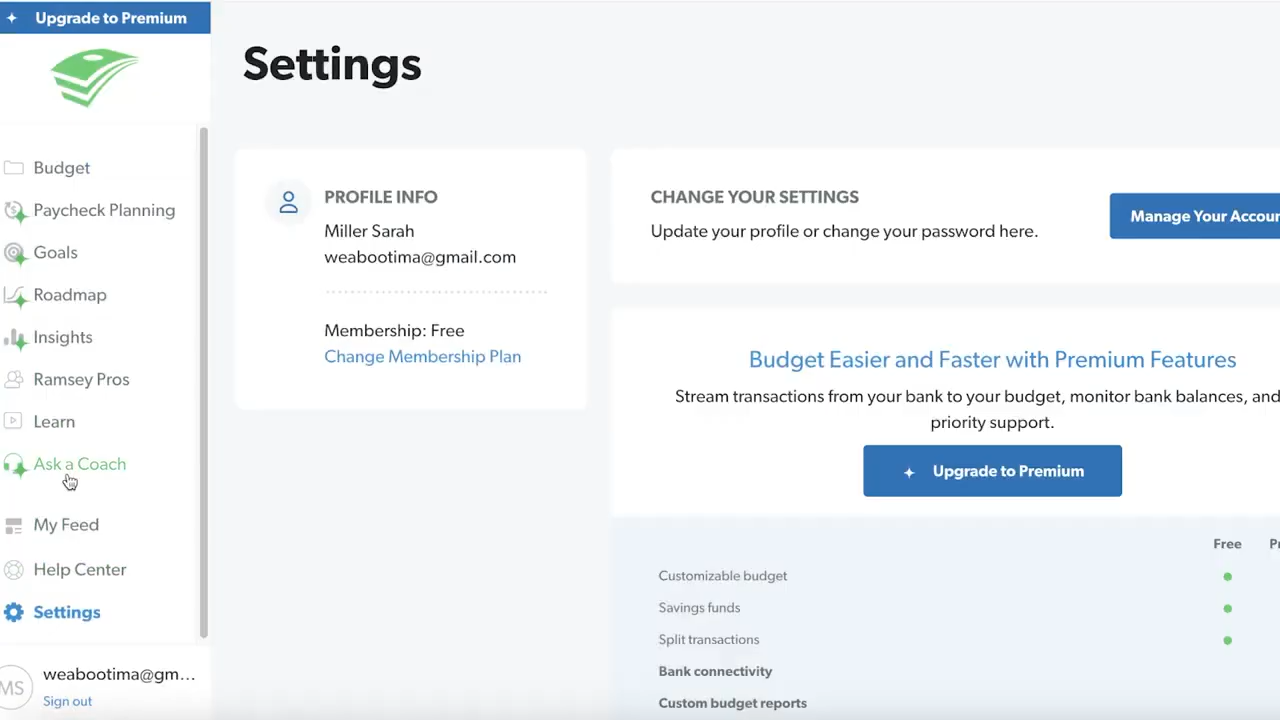 Upgrade to Premium
Budget
Paycheck Planning
Goals
Roadmap
Insights
Ramsey Pros
Learn
Ask a Coach
My Feed
Help Center
Settings
MS
weabootima@gm...
Sign out
Settings
PROFILE INFO
Miller Sarah
weabootima@gmail.com
Membership: Free
Change Membership Plan
CHANGE YOUR SETTINGS
Update your profile or change your password here.
Manage Your Accoun
Budget Easier and Faster with Premium Features
Stream transactions from your bank to your budget, monitor bank balances, and
priority support.
Upgrade to Premium
Free Pr
Customizable budget
Savings funds
Split transactions
Bank connectivity
Custom budget reports